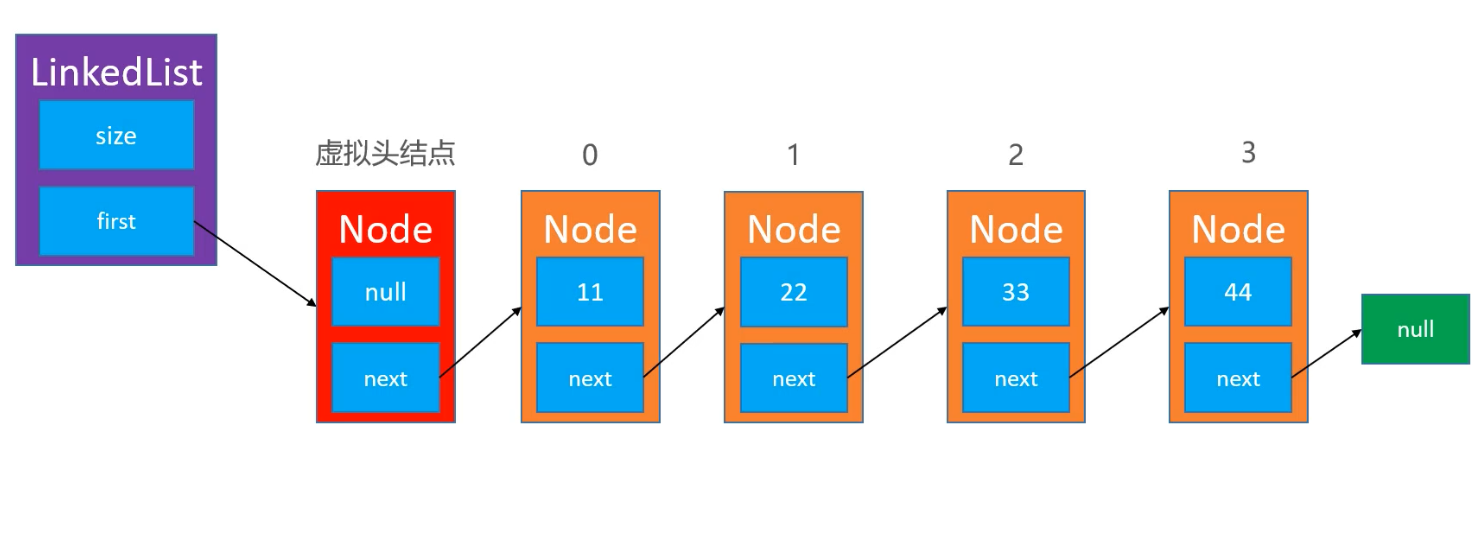 LinkedList
size
first
虚拟头结点 0 1 2 3
Node Node Node Node Node
null 11 22 33 44
null
next next next next next